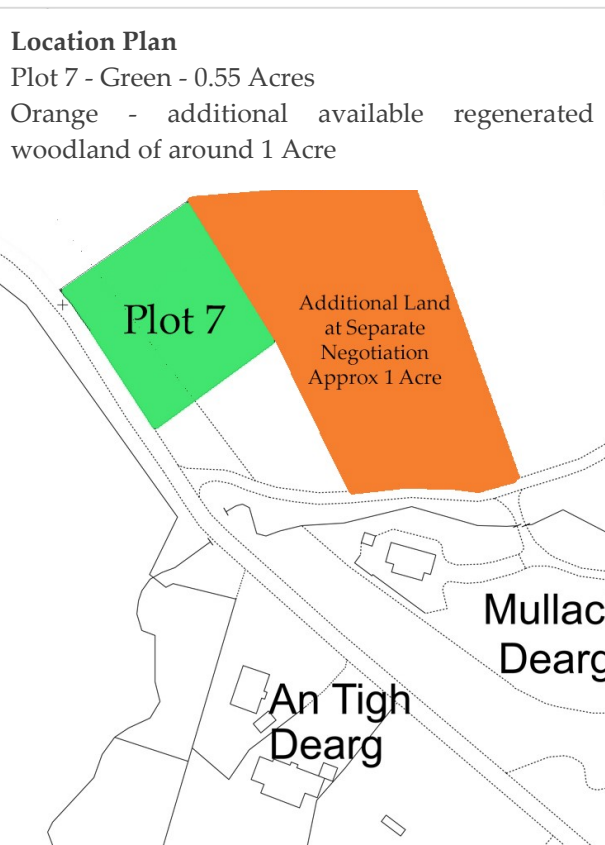 Location Plan
Plot 7 - Green - 0.55 Acres
Orange - additional available regenerated
woodland of around 1 Acre
Plot 7
Additional Land
at Separate
Negotiation
Approx 1 Acre
Mullac
Dearg
An Tigh
Dearg